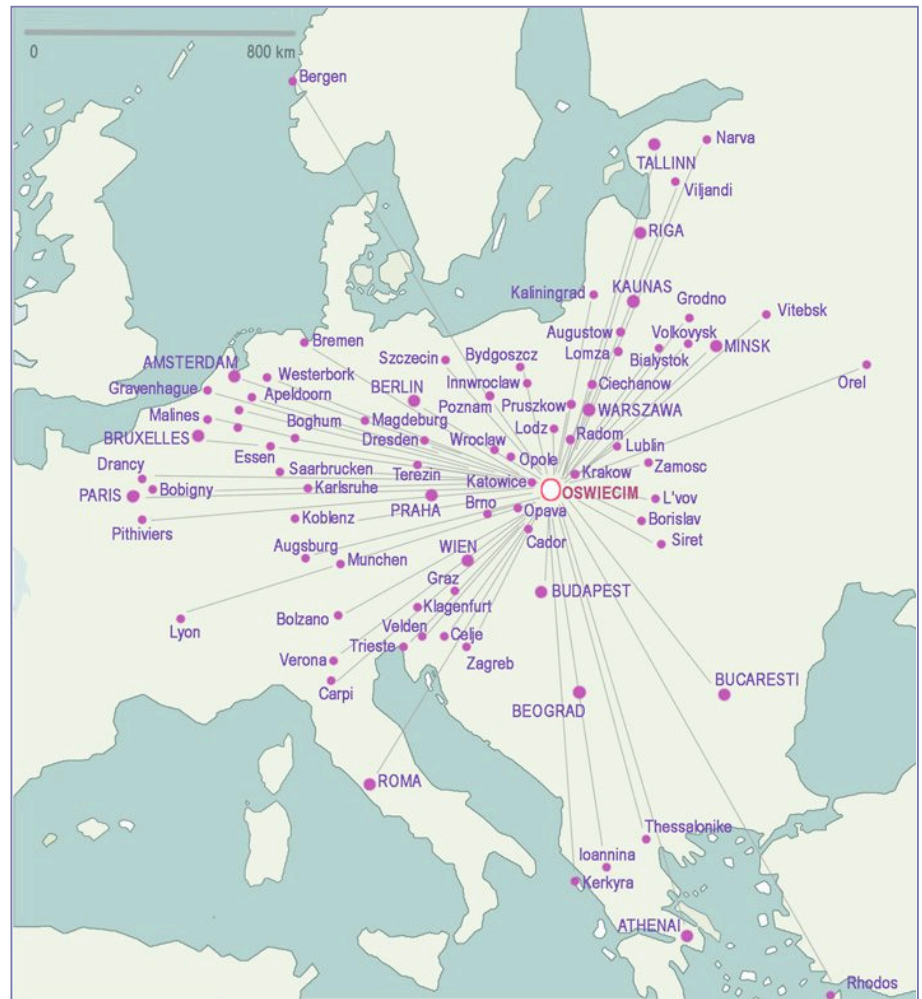 0
800 km
Bergen
Narva
TALLINN
Viljandi
RIGA
Kaliningrad
KAUNAS
Grodno
Vitebsk
Augustow
Volkovysk
Bremen
Szczecin
Bydgoszcz
Lomza
Bialystok
MINSK
AMSTERDAM
Westerbork
BERLIN
Innwroclaw
Ciechanow
Orel
Gravenhague
Apeldoorn
Poznam
Pruszkow
WARSZAWA
Malines
Boghum
Magdeburg
Lodz
BRUXELLES
Dresden
Wroclaw
Radom
Lublin
Essen
Opole
Drancy
Saarbrucken
Terezin
Krakow
Zamosc
Katowice
PARIS
Bobigny
Karlsruhe
PRAHA
OSWIECIM
L'vov
Brno
Opava
Pithiviers
Koblenz
Borislav
Cador
Siret
Augsburg
Munchen
WIEN
Graz
BUDAPEST
Klagenfurt
Lyon
Bolzano
Velden
Celje
Trieste
Verona
Zagreb
Carpi
BUCARESTI
BEOGRAD
ROMA
Thessalonike
Ioannina
Kerkyra
ATHENAI
Rhodos